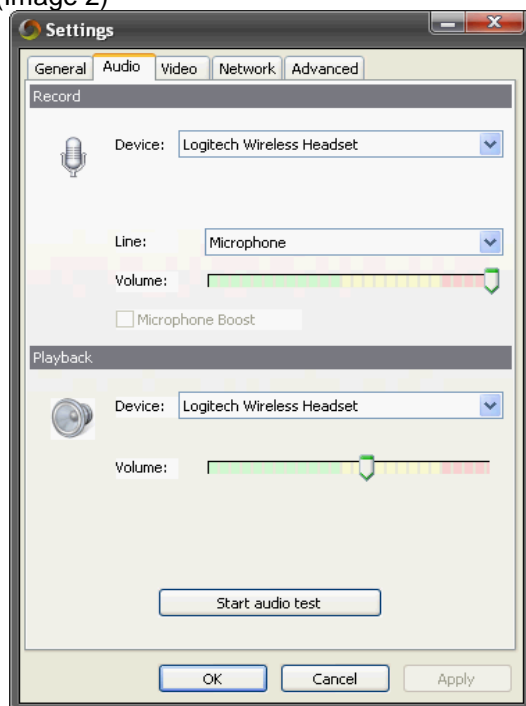 (Image 2)
Settings
General Audio Video Network Advanced
Record
Device: Logitech Wireless Headset
Line: Microphone
Volume:
Microphone Boost
Playback
Device: Logitech Wireless Headset
Volume:
Start audio test
OK Cancel Apply